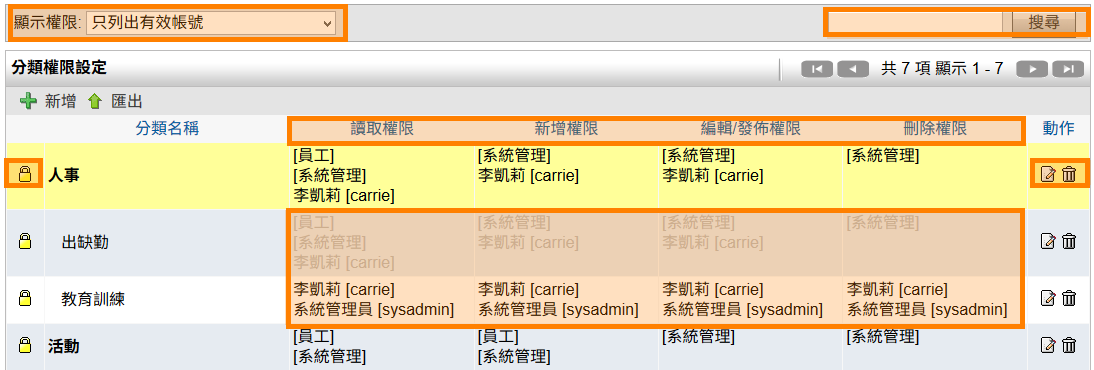 顯示權限: 只列出有效帳號 搜尋
分類權限設定 共 7 項 顯示 1 - 7
新增 匯出
分類名稱 讀取權限 新增權限 編輯/發佈權限 刪除權限 動作
人事 [員工] [系統管理] [系統管理] [系統管理]
[系統管理] 李凱莉 [carrie] 李凱莉 [carrie]
李凱莉 [carrie]
出缺勤 [員工] [系統管理] [系統管理] [系統管理]
[系統管理] 李凱莉 [carrie] 李凱莉 [carrie]
李凱莉 [carrie]
教育訓練 李凱莉 [carrie] 李凱莉 [carrie] 李凱莉 [carrie] 李凱莉 [carrie]
系統管理員 [sysadmin] 系統管理員 [sysadmin] 系統管理員 [sysadmin] 系統管理員 [sysadmin]
活動 [員工] [員工] [系統管理] [系統管理]
[系統管理] [系統管理]